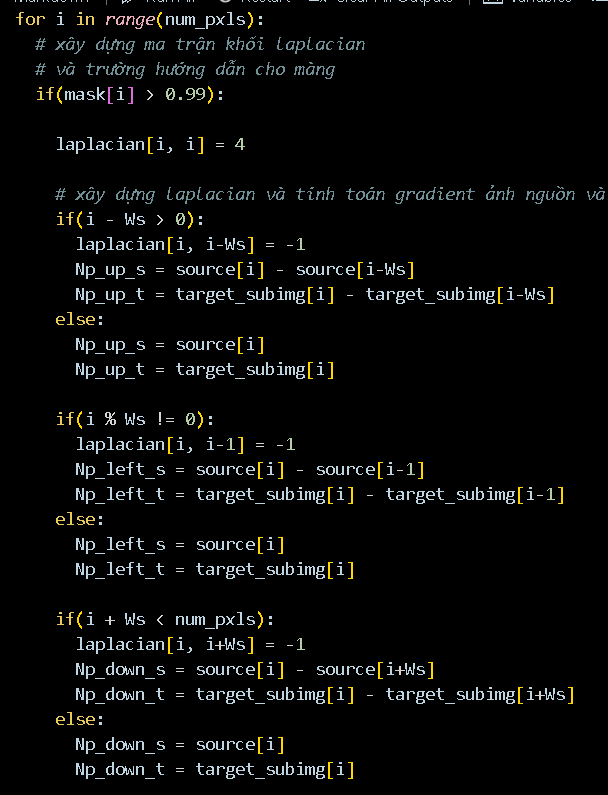 for i in range(num_pxls):
# xây dựng ma trận khối laplacian
# và trường hướng dẫn cho màng
if(mask[i] > 0.99):
laplacian[i, i] = 4
# xây dựng laplacian và tính toán gradient ảnh nguồn và
if(i - Ws > 0):
laplacian[i, i-Ws] = -1
Np_up_s = source[i] - source[i-Ws]
Np_up_t = target_subimg[i] - target_subimg[i-Ws]
else:
Np_up_s = source[i]
Np_up_t = target_subimg[i]
if(i % Ws != 0):
laplacian[i, i-1] = -1
Np_left_s = source[i] - source[i-1]
Np_left_t = target_subimg[i] - target_subimg[i-1]
else:
Np_left_s = source[i]
Np_left_t = target_subimg[i]
if(i + Ws < num_pxls):
laplacian[i, i+Ws] = -1
Np_down_s = source[i] - source[i+Ws]
Np_down_t = target_subimg[i] - target_subimg[i+Ws]
else:
Np_down_s = source[i]
Np_down_t = target_subimg[i]